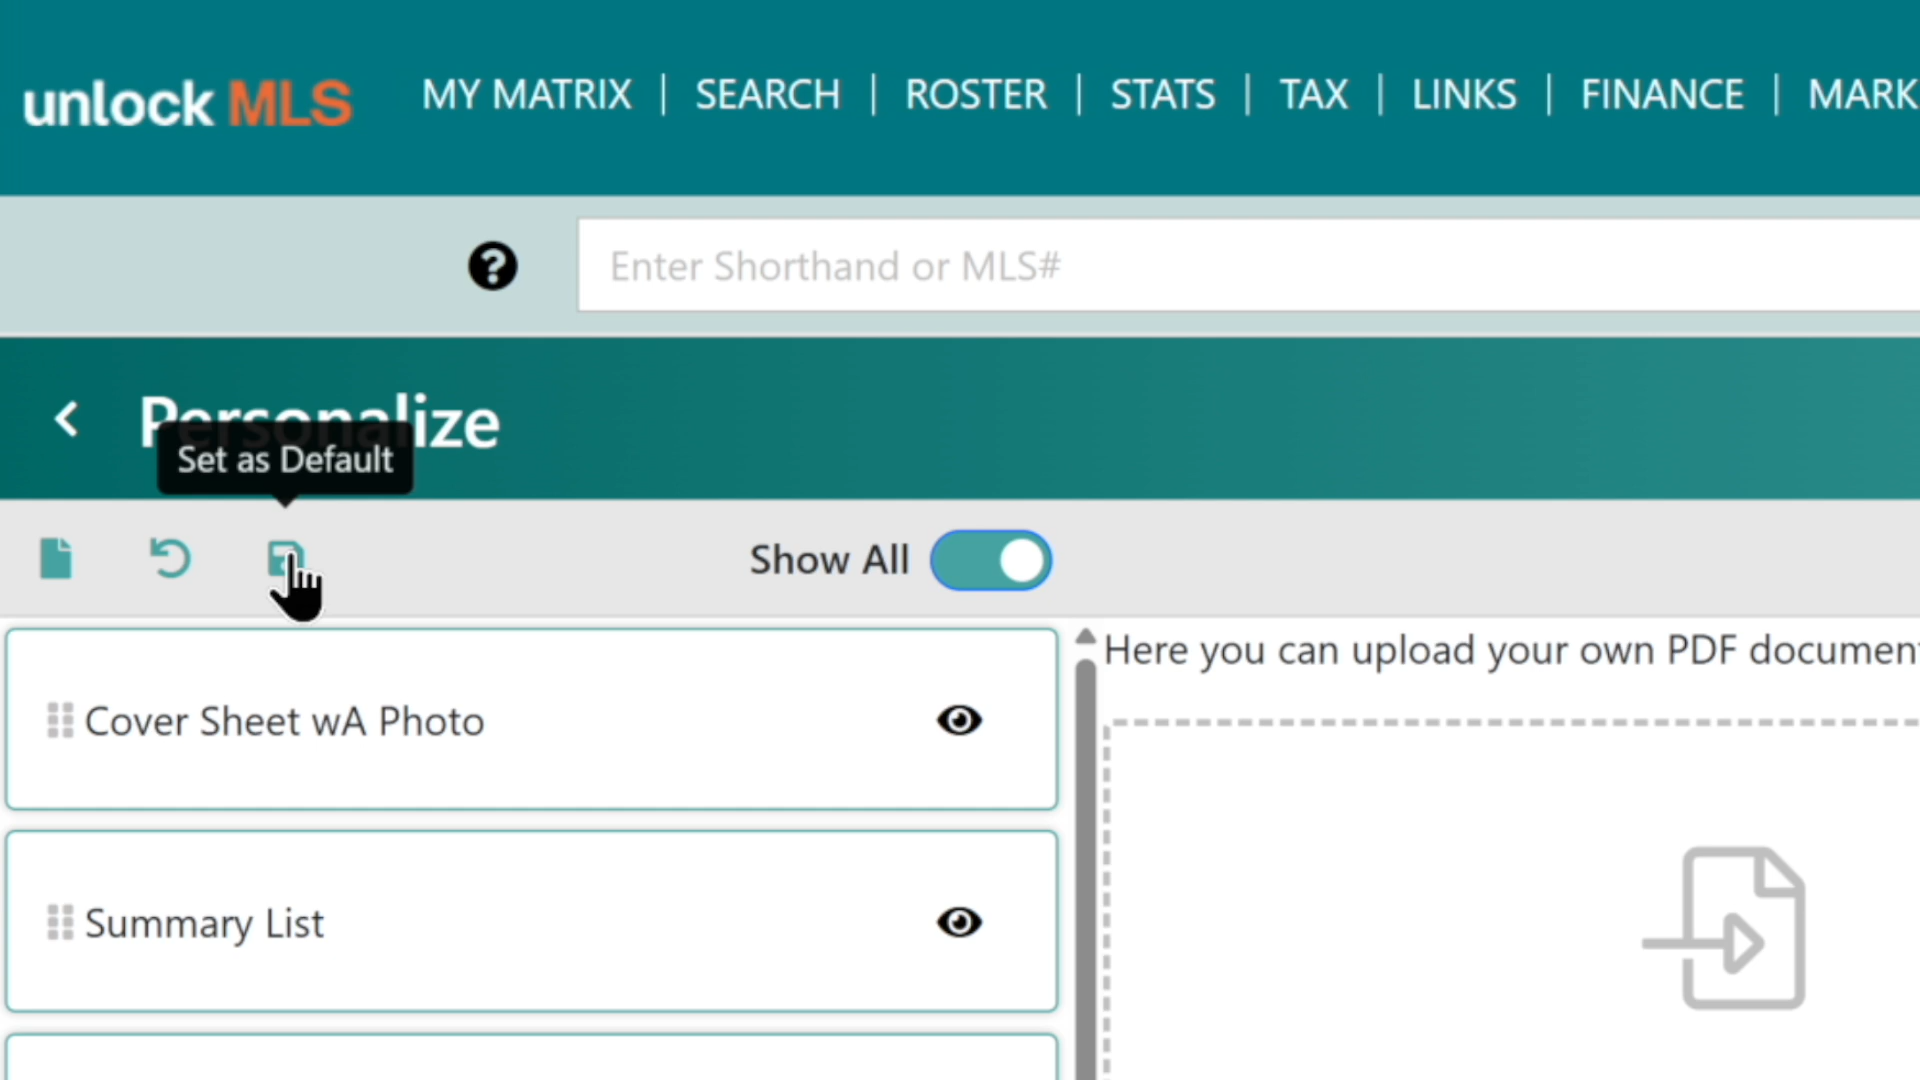 unlock MLS
MY MATRIX | SEARCH | ROSTER | STATS | TAX | LINKS | FINANCE | MARK
Enter Shorthand or MLS#
Personalize
Set as Default
Show All
Here you can upload your own PDF documen
Cover Sheet wA Photo
Summary List